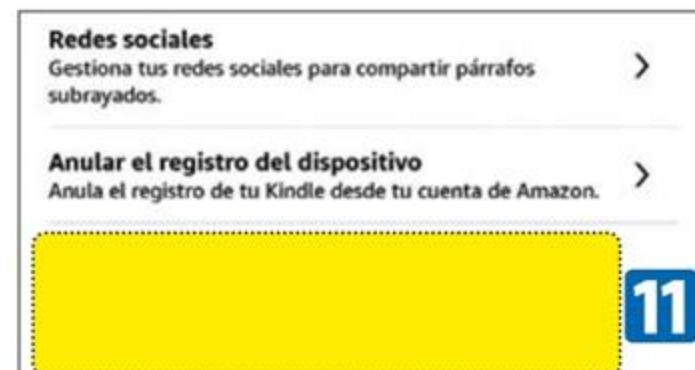 Redes sociales
Gestiona tus redes sociales para compartir párrafos
subrayados.
Anular el registro del dispositivo
Anula el registro de tu Kindle desde tu cuenta de Amazon.
11